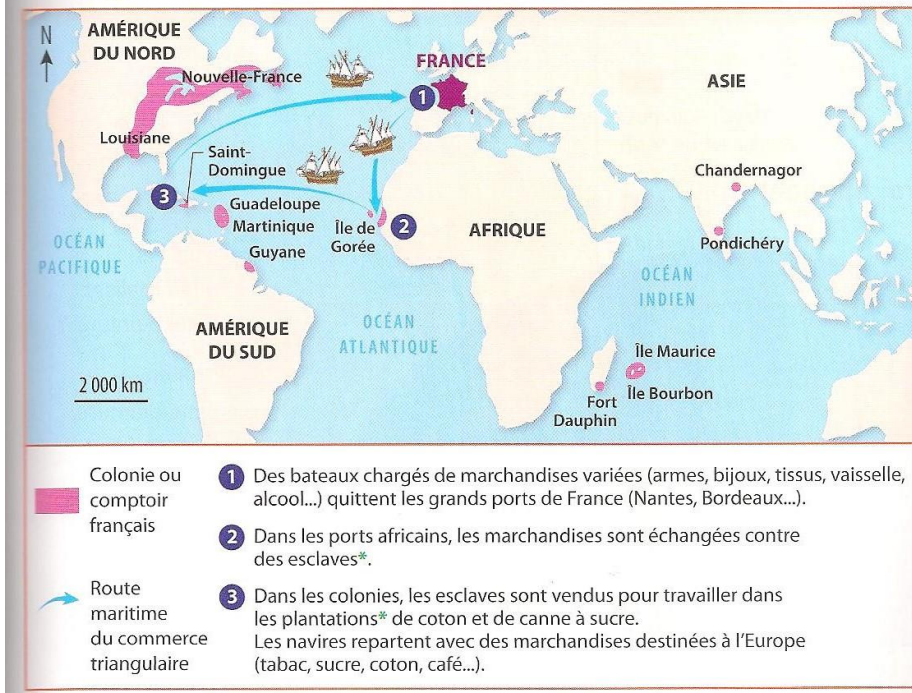 N
AMÉRIQUE
DU NORD
Nouvelle-France
FRANCE
1
ASIE
Louisiane
Saint-
Domingue
3
Chandernagor
Guadeloupe
Martinique
Île de
Gorée
2
AFRIQUE
Pondichéry
Guyane
OCÉAN
PACIFIQUE
OCÉAN
INDIEN
AMÉRIQUE
DU SUD
OCÉAN
ATLANTIQUE
Île Maurice
2 000 km
Fort
Dauphin
Île Bourbon
Colonie ou
comptoir
français
Route
maritime
du commerce
triangulaire
1 Des bateaux chargés de marchandises variées (armes, bijoux, tissus, vaisselle,
alcool...) quittent les grands ports de France (Nantes, Bordeaux...).
2 Dans les ports africains, les marchandises sont échangées contre
des esclaves*.
3 Dans les colonies, les esclaves sont vendus pour travailler dans
les plantations* de coton et de canne à sucre.
Les navires repartent avec des marchandises destinées à l'Europe
(tabac, sucre, coton, café...).